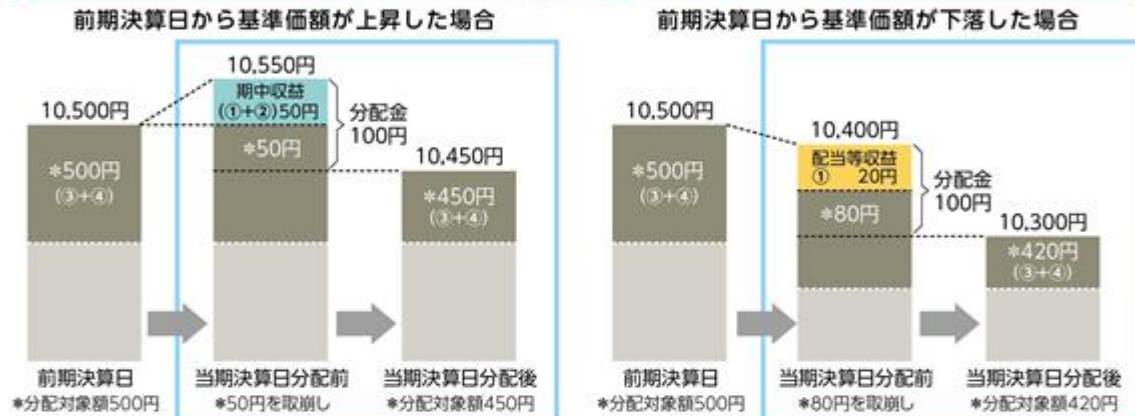 前期決算日から基準価額が上昇した場合
10,550円
期中収益
(①+②)50円
分配金
100円
10,500円
*500円
(③+④)
*50円
10,450円
*450円
(③+④)
前期決算日
*分配対象額500円
当期決算日分配前
*50円を取崩し
当期決算日分配後
*分配対象額450円
前期決算日から基準価額が下落した場合
10,500円
*500円
(③+④)
10,400円
配当等収益
① 20円
分配金
100円
*80円
10,300円
*420円
(③+④)
前期決算日
*分配対象額500円
当期決算日分配前
*80円を取崩し
当期決算日分配後
*分配対象額420円